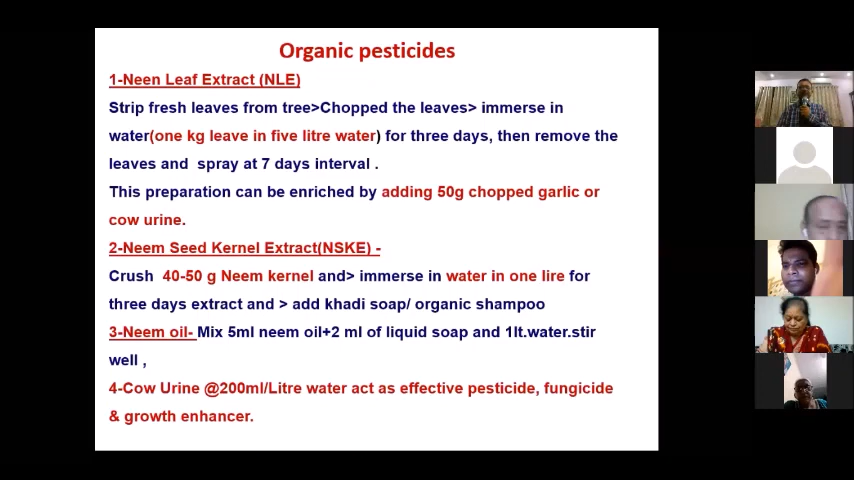 Organic pesticides
1-Neen Leaf Extract (NLE)
Strip fresh leaves from tree>Chopped the leaves> immerse in
water(one kg leave in five litre water) for three days, then remove the
leaves and spray at 7 days interval .
This preparation can be enriched by adding 50g chopped garlic or
cow urine.
2-Neem Seed Kernel Extract(NSKE) -
Crush 40-50 g Neem kernel and> immerse in water in one lire for
three days extract and > add khadi soap/ organic shampoo
3-Neem oil- Mix 5ml neem oil+2 ml of liquid soap and 1lt.water.stir
well ,
4-Cow Urine @200ml/Litre water act as effective pesticide, fungicide
& growth enhancer.